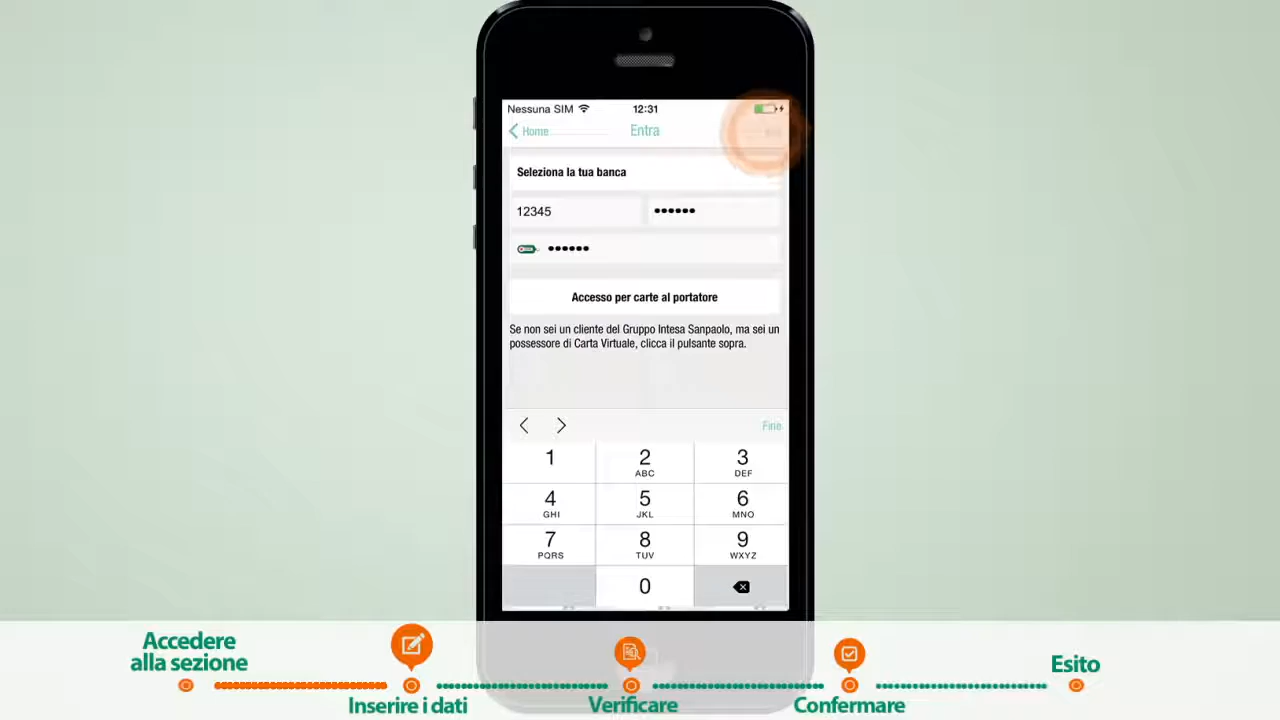 Nessuna SIM 12:31
Home Entra
Seleziona la tua banca
12345 ••••••
••••••
Accesso per carte al portatore
Se non sei un cliente del Gruppo Intesa Sanpaolo, ma sei un
possessore di Carta Virtuale, clicca il pulsante sopra.
Fine
1 2 3
ABC DEF
4 5 6
GHI JKL MNO
7 8 9
PQRS TUV WXYZ
0
Accedere
alla sezione
Inserire i dati
Verificare
Confermare
Esito